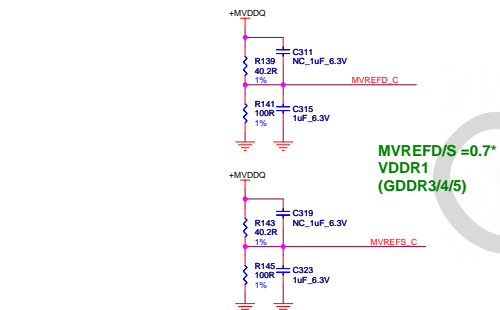 +MVDDQ
C311
NC_1uF_6.3V
R139
40.2R
1%
MVREFD_C
R141
100R
1%
C315
1uF_6.3V
MVREFD/S =0.7*
VDDR1
(GDDR3/4/5)
+MVDDQ
C319
NC_1uF_6.3V
R143
40.2R
1%
MVREFS_C
R145
100R
1%
C323
1uF_6.3V